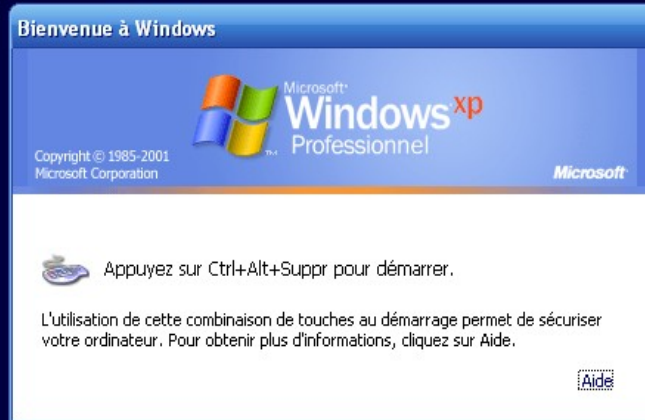 Bienvenue à Windows
Microsoft®
Windows xp
Professionnel
Copyright © 1985-2001
Microsoft Corporation
Microsoft®
Appuyez sur Ctrl+Alt+Suppr pour démarrer.
L'utilisation de cette combinaison de touches au démarrage permet de sécuriser
votre ordinateur. Pour obtenir plus d'informations, cliquez sur Aide.
Aide